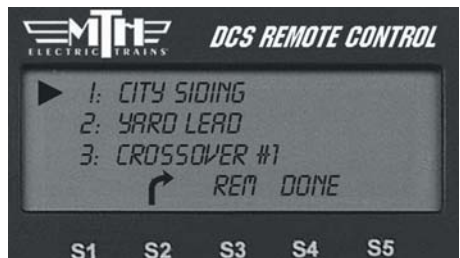 MTH DCS REMOTE CONTROL
ELECTRIC TRAINS
1: CITY SIDING
2: YARD LEAD
3: CROSSOVER #1
REM DONE
S1 S2 S3 S4 S5